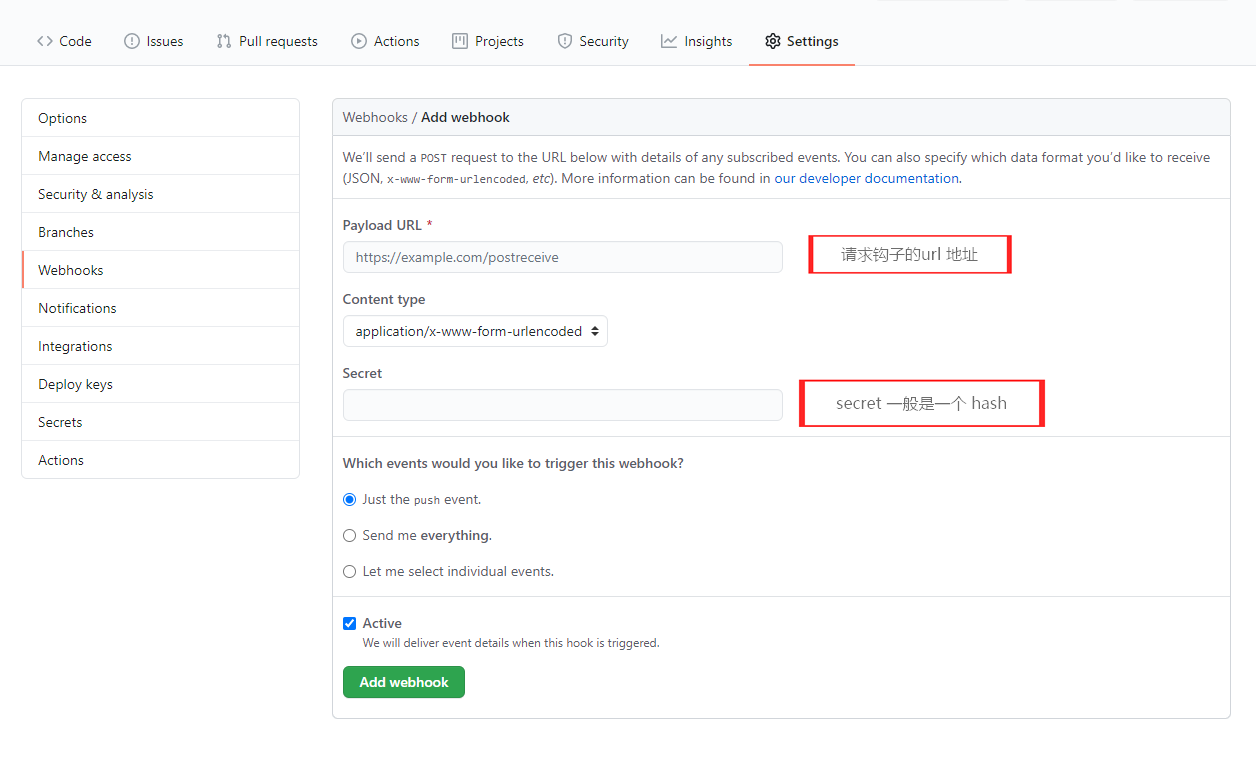 Code Issues Pull requests Actions Projects Security Insights Settings
Options
Manage access
Security & analysis
Branches
Webhooks
Notifications
Integrations
Deploy keys
Secrets
Actions
Webhooks / Add webhook
We’ll send a POST request to the URL below with details of any subscribed events. You can also specify which data format you’d like to receive
(JSON, x-www-form-urlencoded, etc). More information can be found in our developer documentation.
Payload URL *
https://example.com/postreceive
请求钩子的url 地址
Content type
application/x-www-form-urlencoded
Secret
secret 一般是一个 hash
Which events would you like to trigger this webhook?
Just the push event.
Send me everything.
Let me select individual events.
Active
We will deliver event details when this hook is triggered.
Add webhook